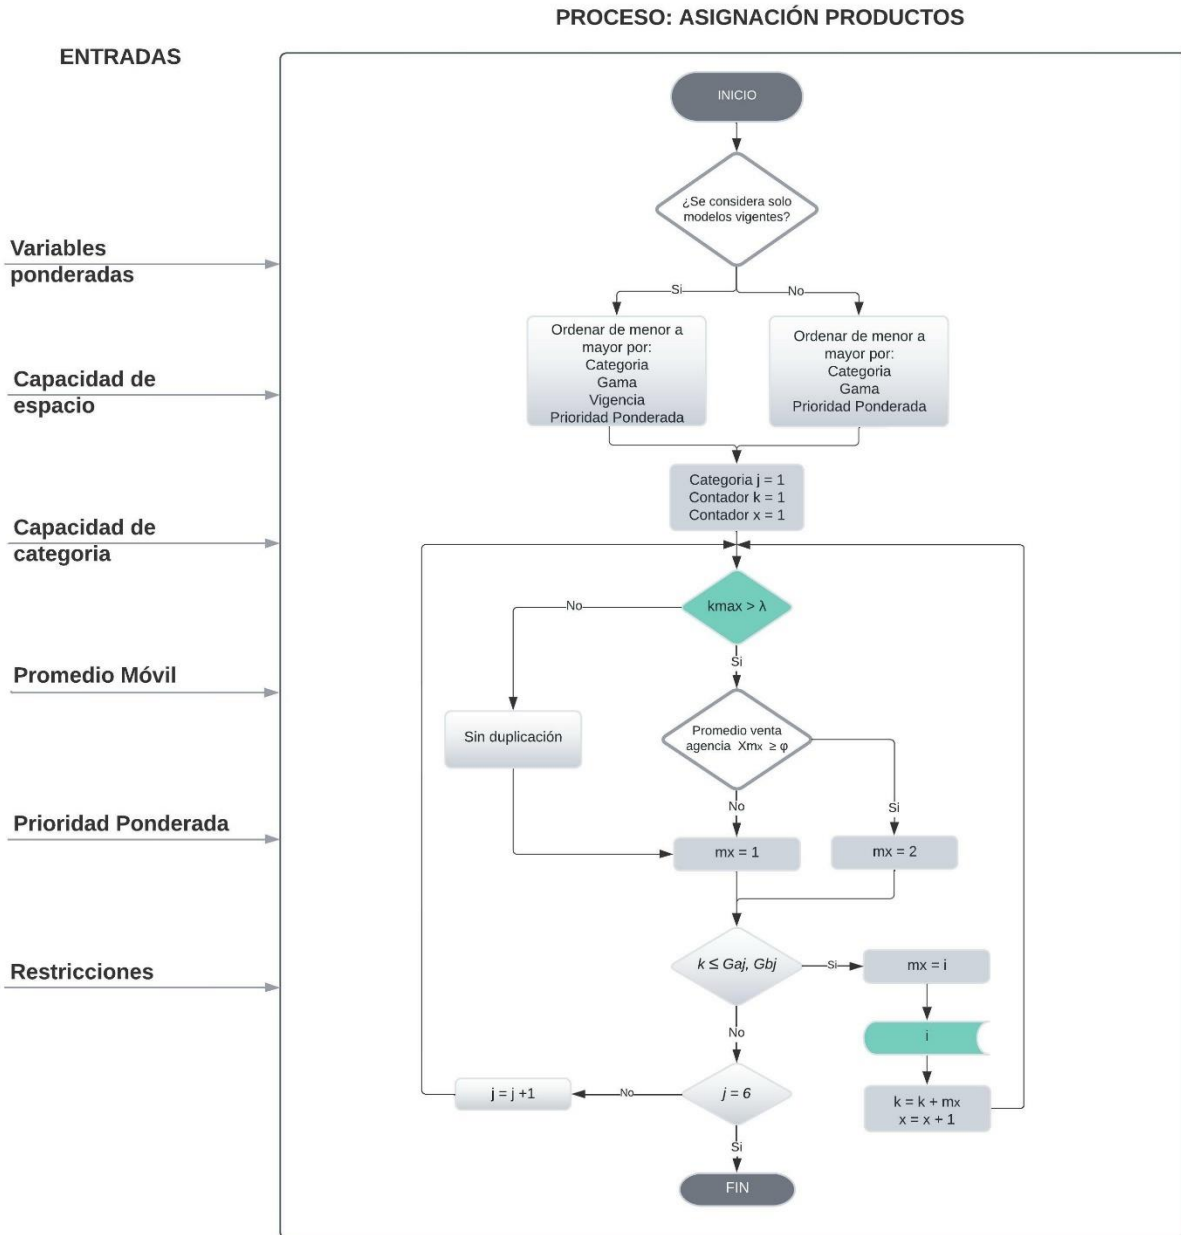 PROCESO: ASIGNACIÓN PRODUCTOS
ENTRADAS
Variables
ponderadas
Capacidad de
espacio
Capacidad de
categoria
Promedio Móvil
Prioridad Ponderada
Restricciones
INICIO
¿Se considera solo
modelos vigentes?
Si
No
Ordenar de menor a
mayor por:
Categoria
Gama
Vigencia
Prioridad Ponderada
Ordenar de menor a
mayor por:
Categoria
Gama
Prioridad Ponderada
Categoria j = 1
Contador k = 1
Contador x = 1
kmax > λ
No
Si
Sin duplicación
Promedio venta
agencia Xmx ≥ φ
No
Si
mx = 1
mx = 2
k ≤ Gaj, Gbj
Si
mx = i
i
k = k + mx
x = x + 1
No
j = 6
No
j = j +1
Si
FIN